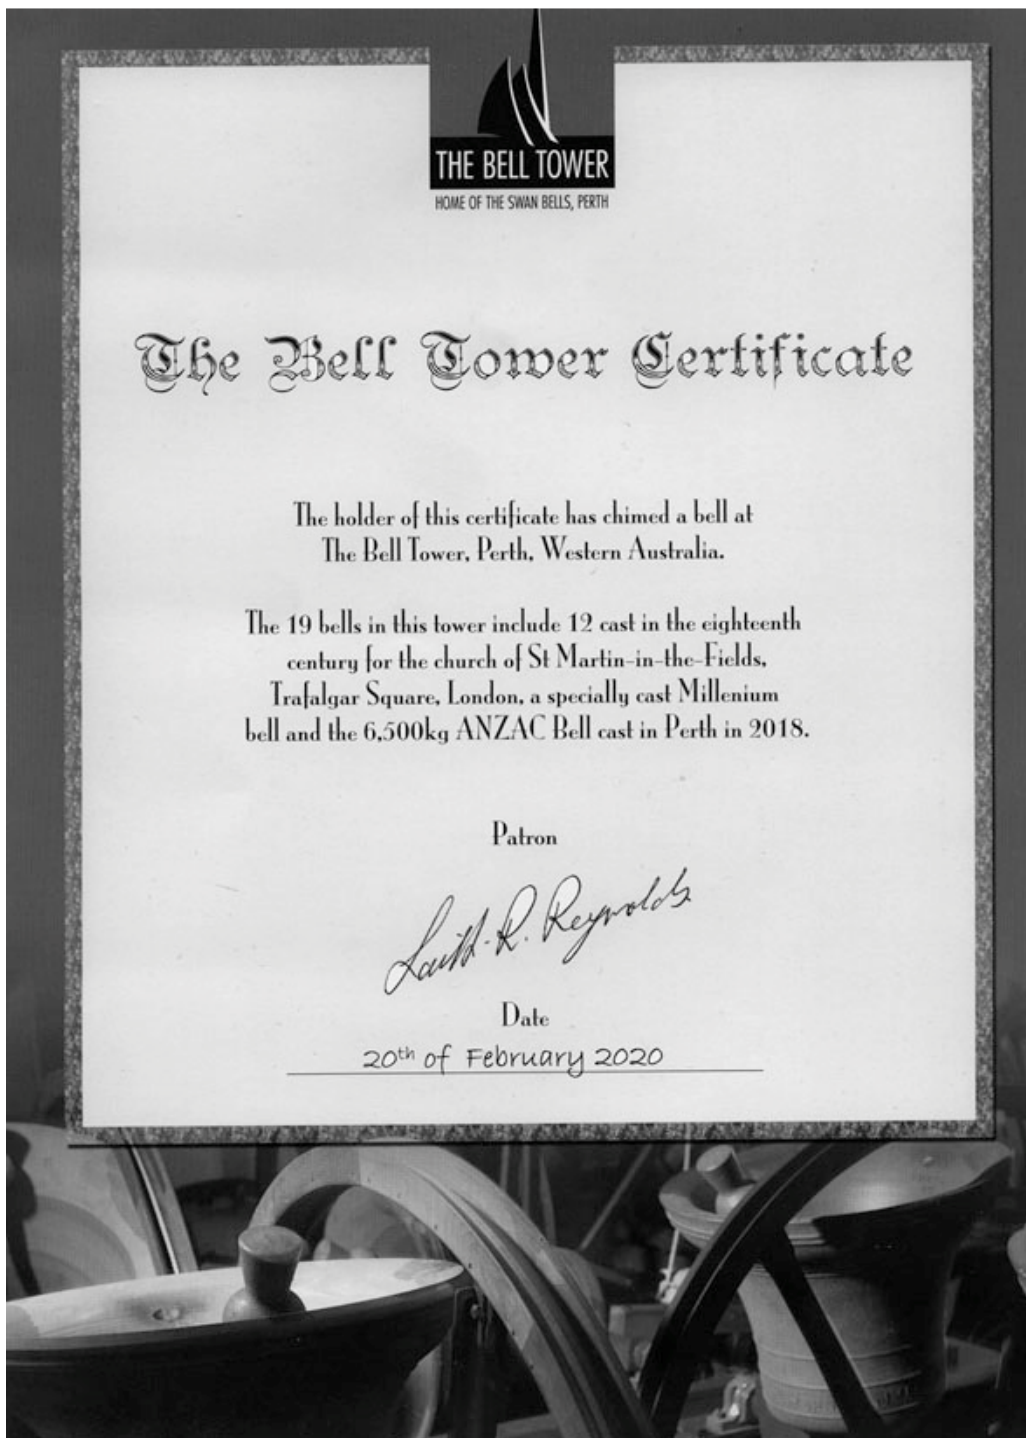 THE BELL TOWER
HOME OF THE SWAN BELLS, PERTH
The Bell Tower Certificate
The holder of this certificate has chimed a bell at
The Bell Tower, Perth, Western Australia.
The 19 bells in this tower include 12 cast in the eighteenth
century for the church of St Martin-in-the-Fields,
Trafalgar Square, London, a specially cast Millenium
bell and the 6,500kg ANZAC Bell cast in Perth in 2018.
Patron
R. Reynolds
Date
20th of February 2020